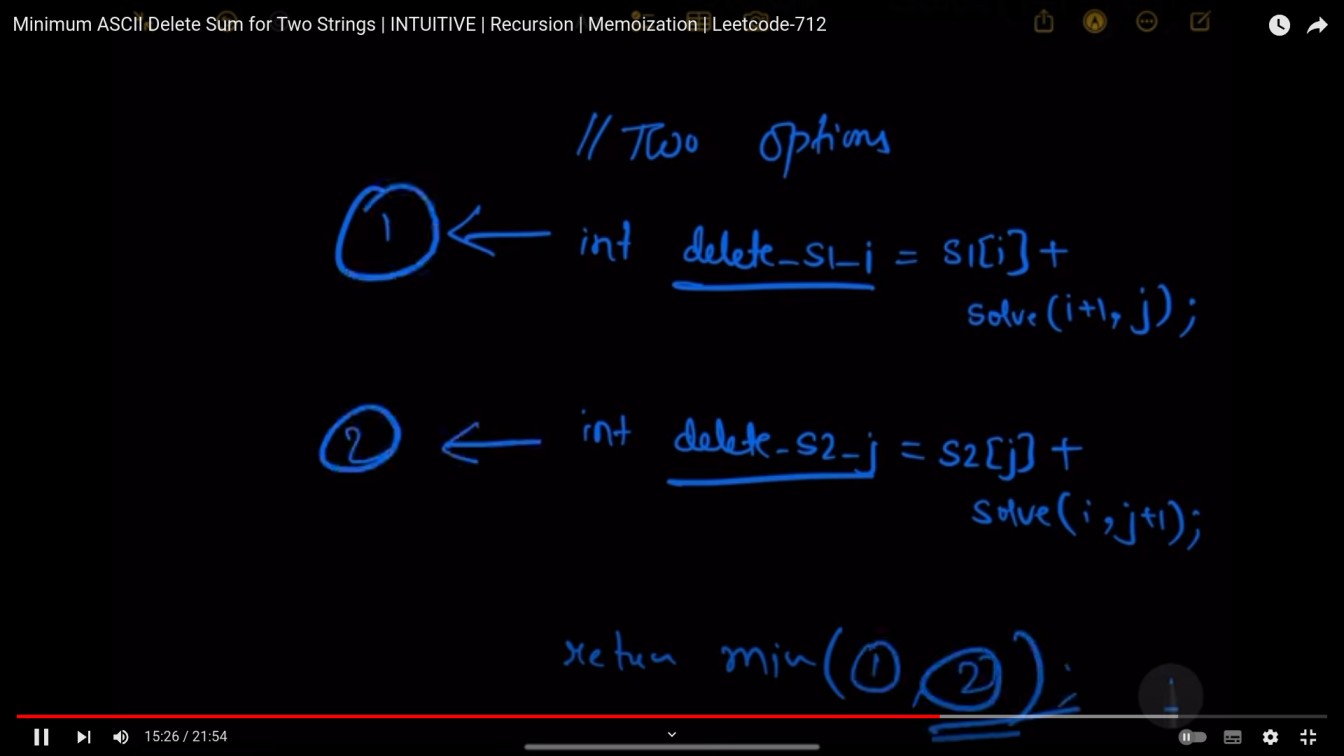 Minimum ASCII Delete Sum for Two Strings | INTUITIVE | Recursion | Memoization | Leetcode-712
// Two options
1 ← int delete_s1_i = s1[i] +
solve(i+1, j);
2 ← int delete_s2_j = s2[j] +
solve(i, j+1);
return min(1, 2);
15:26 / 21:54